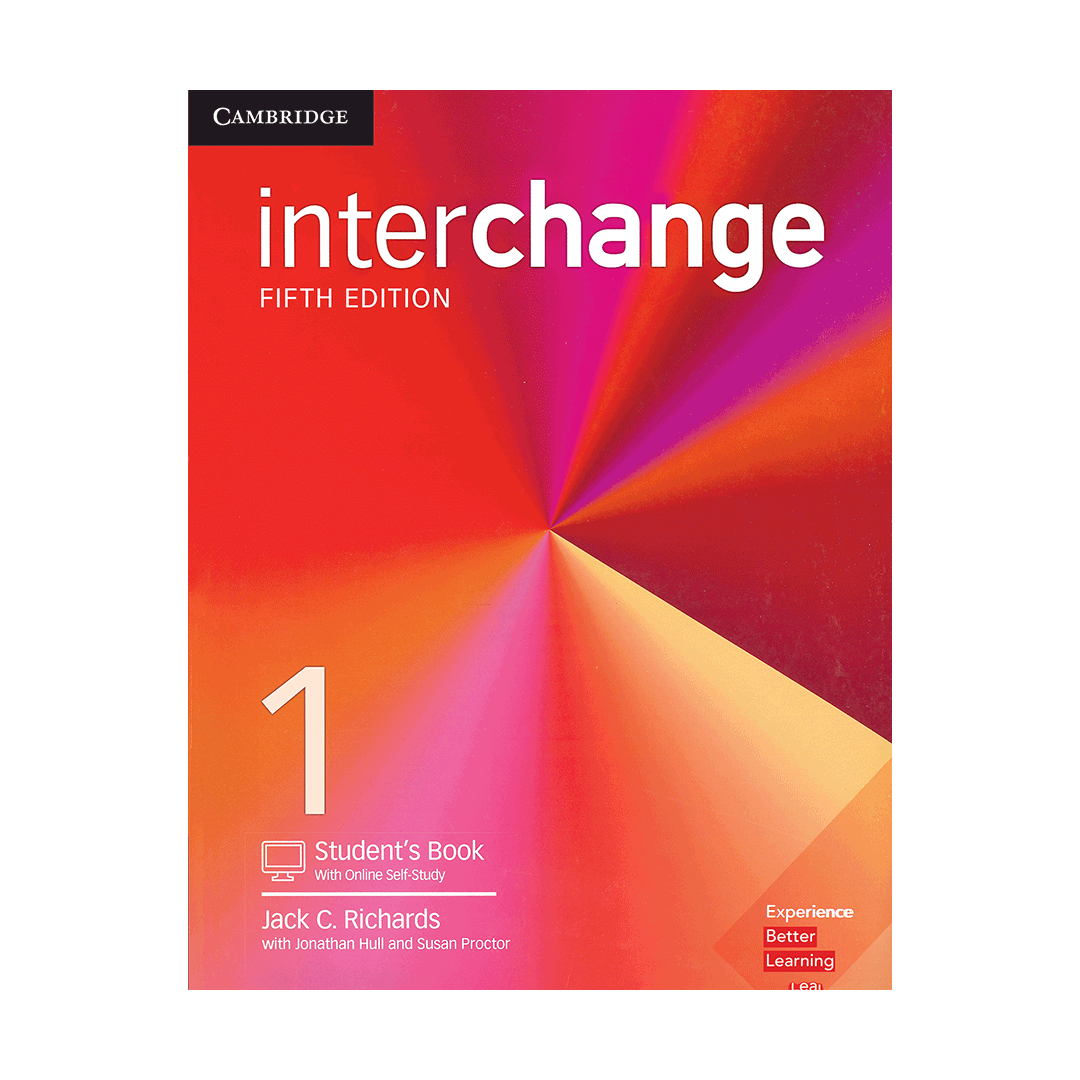 CAMBRIDGE
interchange
FIFTH EDITION
1
Student's Book
With Online Self-Study
Jack C. Richards
with Jonathan Hull and Susan Proctor
Experience
Better
Learning